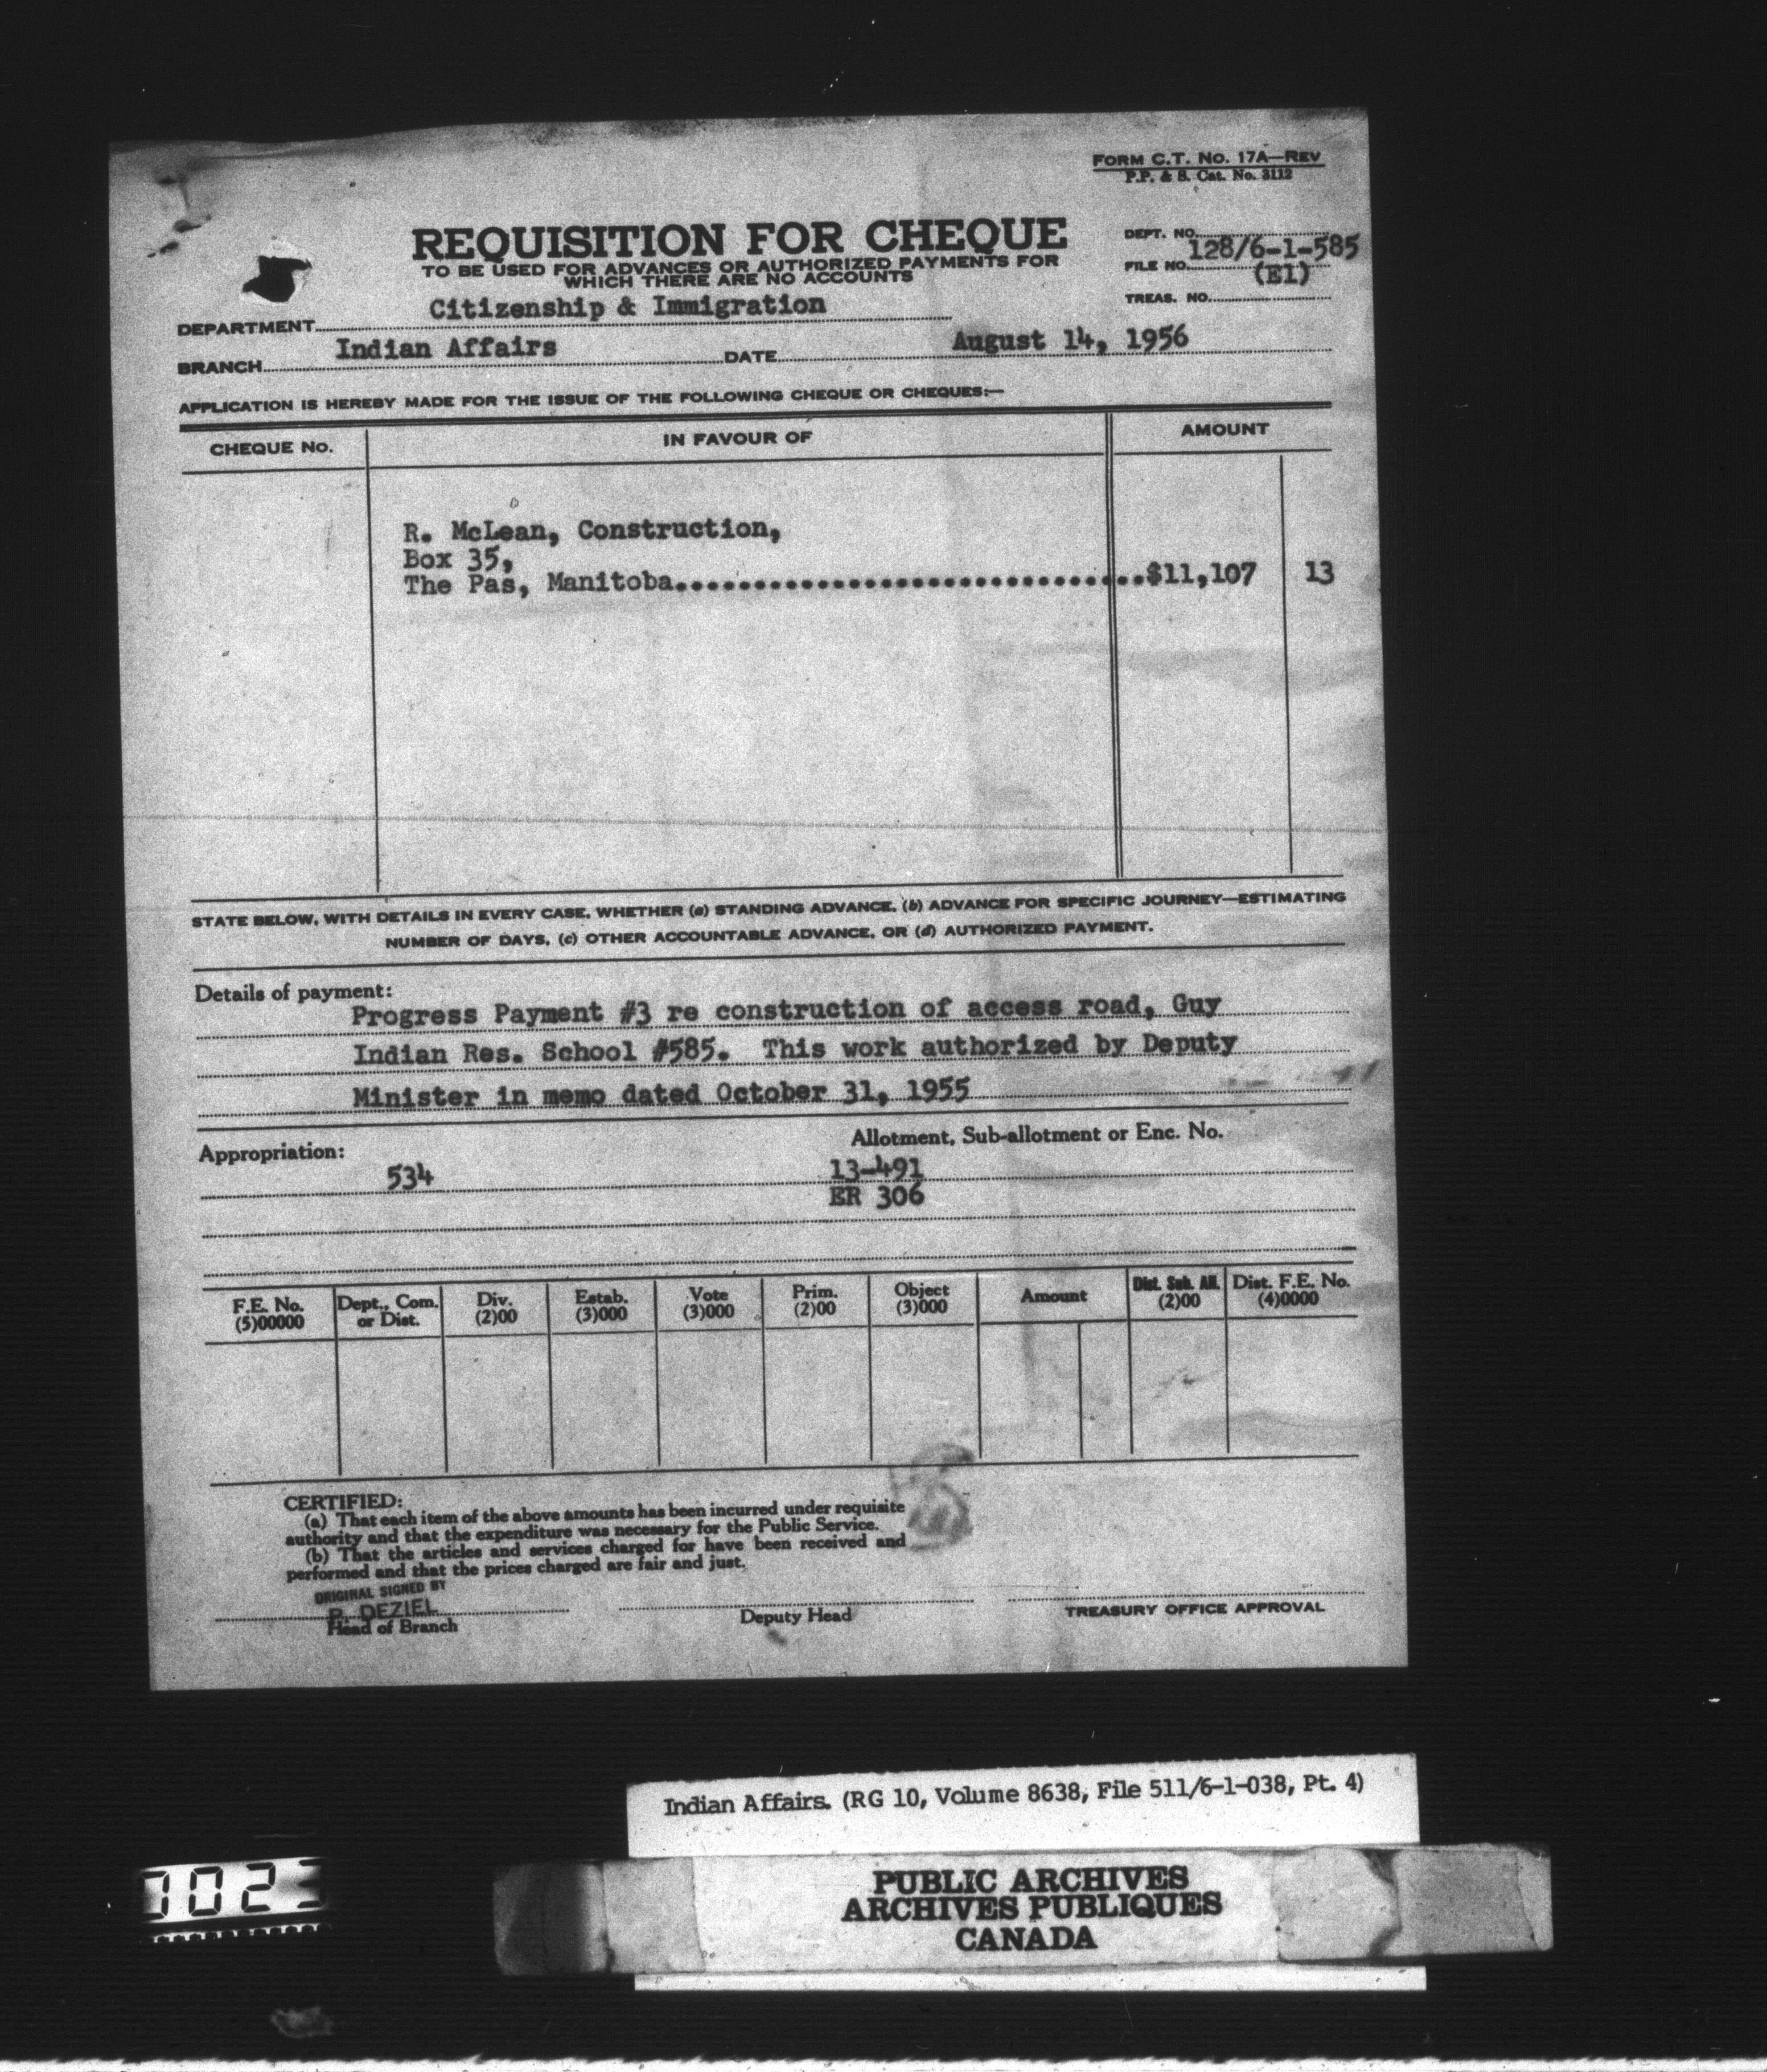 FORM C.T. No. 17A—REV
P.P. & S. Cat. No. 3112
REQUISITION FOR CHEQUE
TO BE USED FOR ADVANCES OR AUTHORIZED PAYMENTS FOR
WHICH THERE ARE NO ACCOUNTS
DEPT. NO.
FILE NO. 128/6-1-585
(E1)
TREAS. NO.
DEPARTMENT Citizenship & Immigration
BRANCH Indian Affairs DATE August 14, 1956
APPLICATION IS HEREBY MADE FOR THE ISSUE OF THE FOLLOWING CHEQUE OR CHEQUES:—
CHEQUE No. IN FAVOUR OF AMOUNT
R. McLean, Construction,
Box 35,
The Pas, Manitoba..............................$11,107 13
STATE BELOW, WITH DETAILS IN EVERY CASE, WHETHER (a) STANDING ADVANCE, (b) ADVANCE FOR SPECIFIC JOURNEY—ESTIMATING
NUMBER OF DAYS, (c) OTHER ACCOUNTABLE ADVANCE, OR (d) AUTHORIZED PAYMENT.
Details of payment:
Progress Payment #3 re construction of access road, Guy
Indian Res. School #585. This work authorized by Deputy
Minister in memo dated October 31, 1955
Appropriation: Allotment, Sub-allotment or Enc. No.
534 13-491
ER 306
F.E. No. Dept., Com. Div. Estab. Vote Prim. Object Amount Dist. Sub. All. Dist. F.E. No.
(5)00000 or Dist. (2)00 (3)000 (3)000 (2)00 (3)000 (2)00 (4)0000
CERTIFIED:
(a) That each item of the above amounts has been incurred under requisite
authority and that the expenditure was necessary for the Public Service.
(b) That the articles and services charged for have been received and
performed and that the prices charged are fair and just.
ORIGINAL SIGNED BY
P. DEZIEL
Head of Branch Deputy Head TREASURY OFFICE APPROVAL
Indian Affairs. (RG 10, Volume 8638, File 511/6-1-038, Pt. 4)
PUBLIC ARCHIVES
ARCHIVES PUBLIQUES
CANADA